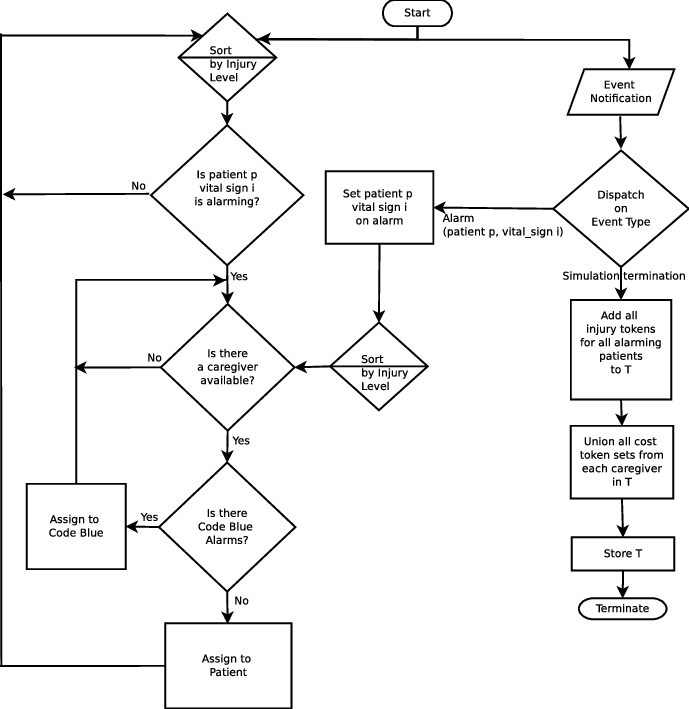 Start
Sort
by Injury
Level
Event
Notification
Is patient p
vital sign i
is alarming?
No
Yes
Set patient p
vital sign i
on alarm
Dispatch
on
Event Type
Alarm
(patient p, vital_sign i)
Simulation termination
Add all
injury tokens
for all alarming
patients
to T
Is there
a caregiver
available?
No
Yes
Sort
by Injury
Level
Union all cost
token sets from
each caregiver
in T
Is there
Code Blue
Alarms?
Yes
No
Assign to
Code Blue
Store T
Terminate
Assign to
Patient